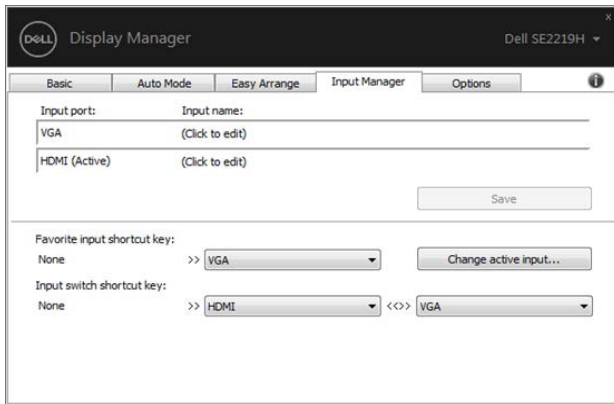 x
DELL Display Manager Dell SE2219H
Basic Auto Mode Easy Arrange Input Manager Options i
Input port: Input name:
VGA (Click to edit)
HDMI (Active) (Click to edit)
Save
Favorite input shortcut key:
None >> VGA Change active input...
Input switch shortcut key:
None >> HDMI <<>> VGA